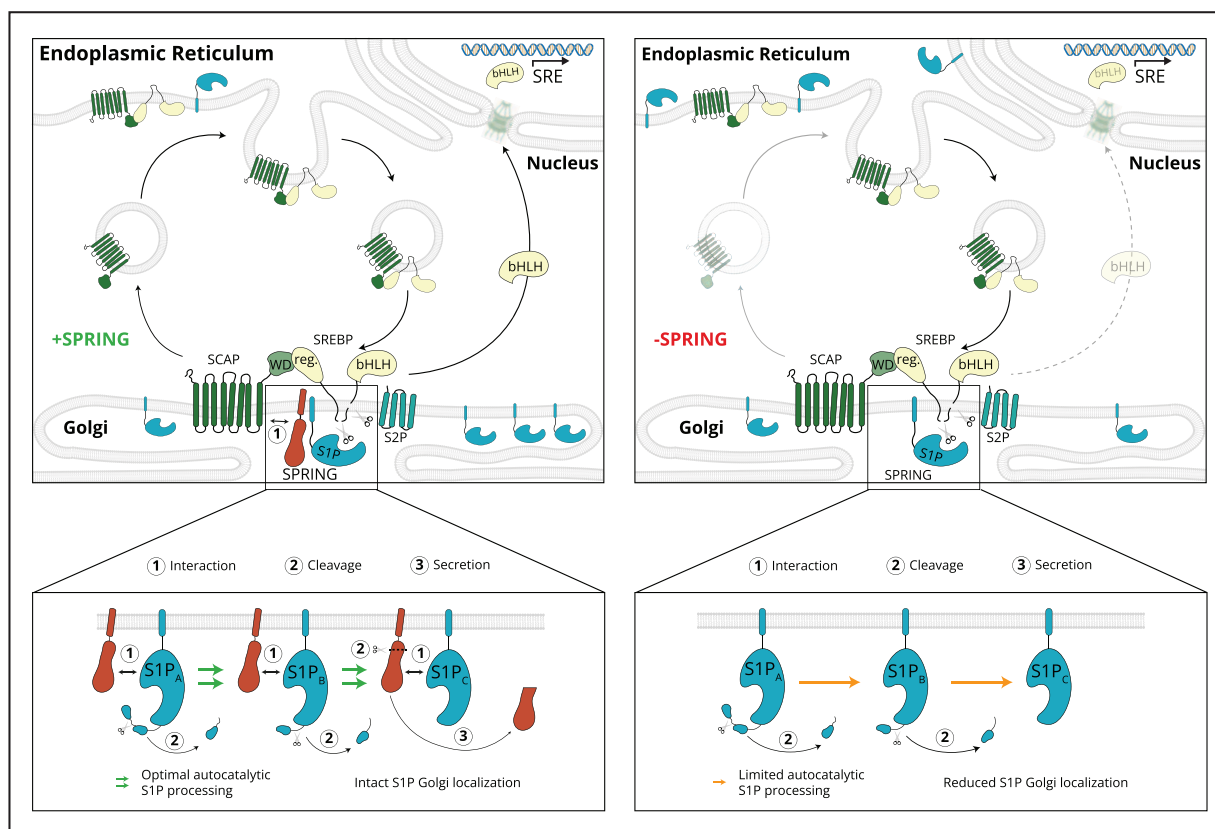 Endoplasmic Reticulum
bHLH
SRE
Nucleus
bHLH
+SPRING
SCAP
SREBP
WD
reg.
bHLH
Golgi
1
S1P
S2P
SPRING
1 Interaction
2 Cleavage
3 Secretion
1
S1PA
2
1
S1PB
2
2
1
S1PC
3
Optimal autocatalytic
S1P processing
Intact S1P Golgi localization
Endoplasmic Reticulum
bHLH
SRE
Nucleus
bHLH
-SPRING
SCAP
SREBP
WD
reg.
bHLH
Golgi
S1P
S2P
SPRING
1 Interaction
2 Cleavage
3 Secretion
S1PA
2
S1PB
2
S1PC
Limited autocatalytic
S1P processing
Reduced S1P Golgi localization